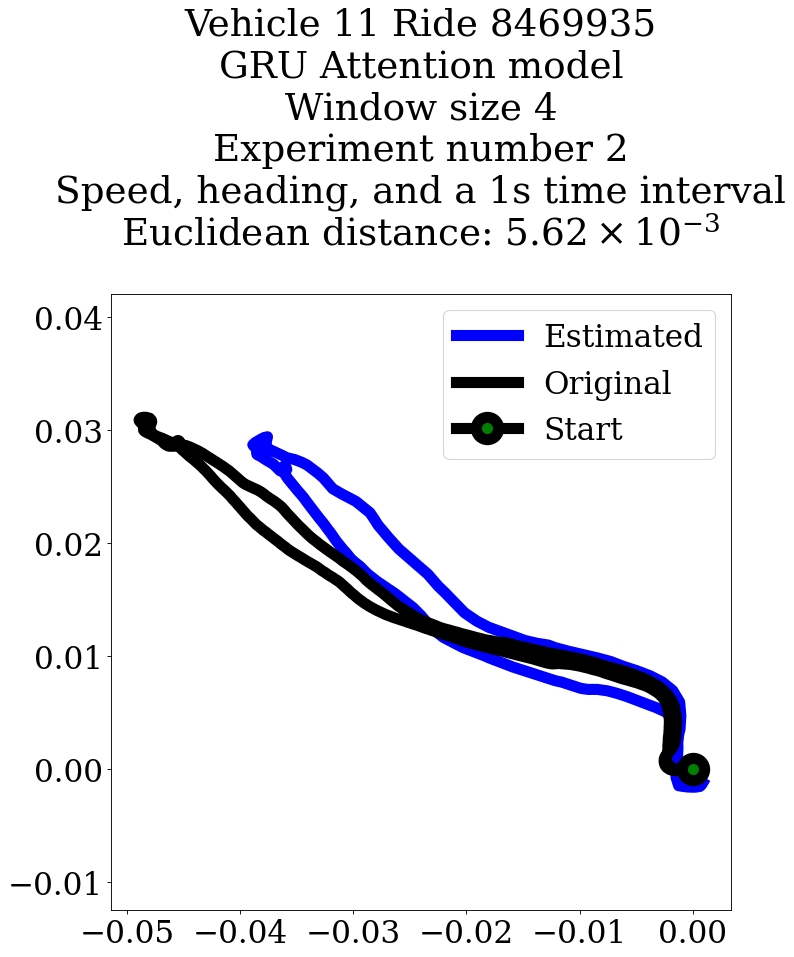 Vehicle 11 Ride 8469935
GRU Attention model
Window size 4
Experiment number 2
Speed, heading, and a 1s time interval
Euclidean distance: 5.62 × 10⁻³
Estimated
Original
Start
0.04
0.03
0.02
0.01
0.00
−0.01
−0.05 −0.04 −0.03 −0.02 −0.01 0.00